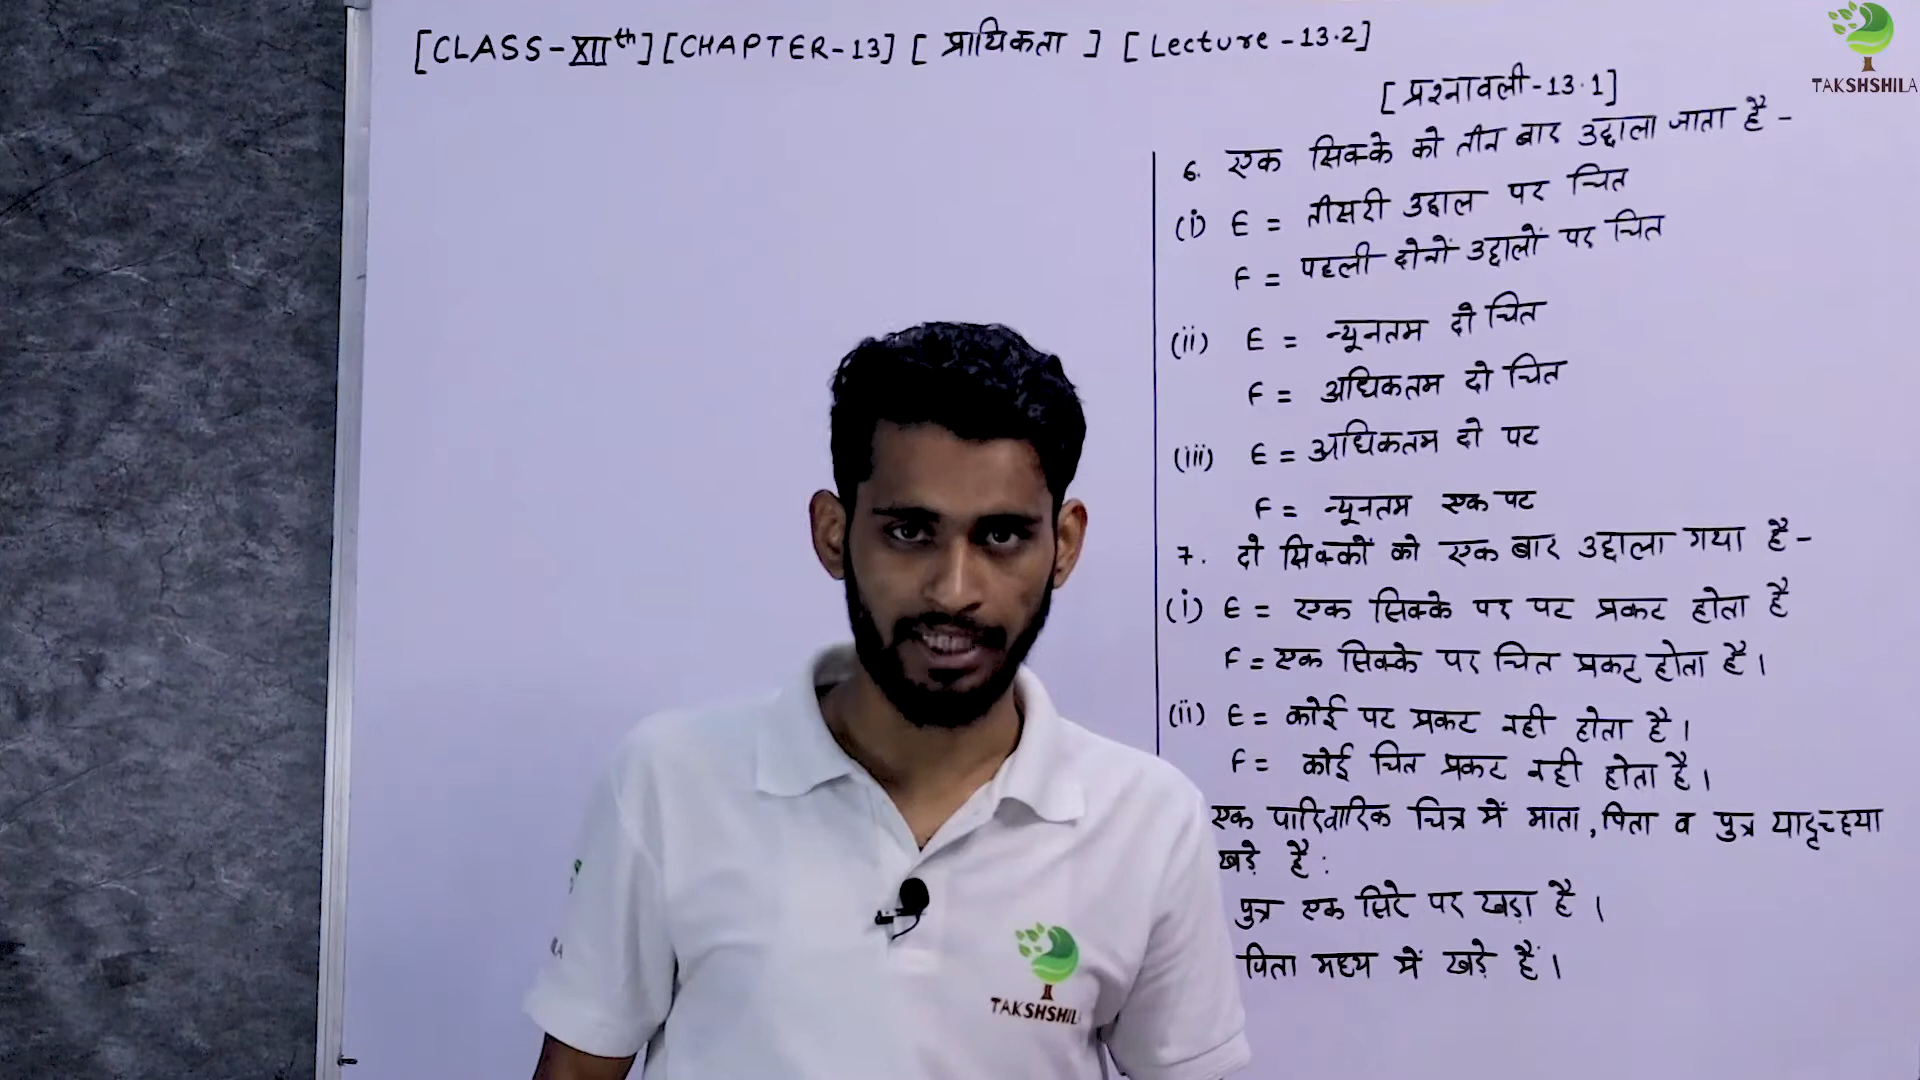 [CLASS-XIIth] [CHAPTER-13] [ प्रायिकता ] [ Lecture -13.2]
TAKSHSHILA
[ प्रश्नावली -13.1]
6. एक सिक्के को तीन बार उछाला जाता है -
(i) E = तीसरी उछाल पर चित
F = पहली दोनों उछालों पर चित
(ii) E = न्यूनतम दो चित
F = अधिकतम दो चित
(iii) E = अधिकतम दो पट
F = न्यूनतम एक पट
7. दो सिक्कों को एक बार उछाला गया है -
(i) E = एक सिक्के पर पट प्रकट होता है
F = एक सिक्के पर चित प्रकट होता है।
(ii) E = कोई पट प्रकट नही होता है।
F = कोई चित प्रकट नही होता है।
एक पारिवारिक चित्र में माता, पिता व पुत्र यादृच्छया
खड़े है :
पुत्र एक सिरे पर खड़ा है ।
पिता मध्य में खड़े हैं ।
TAKSHSHIL